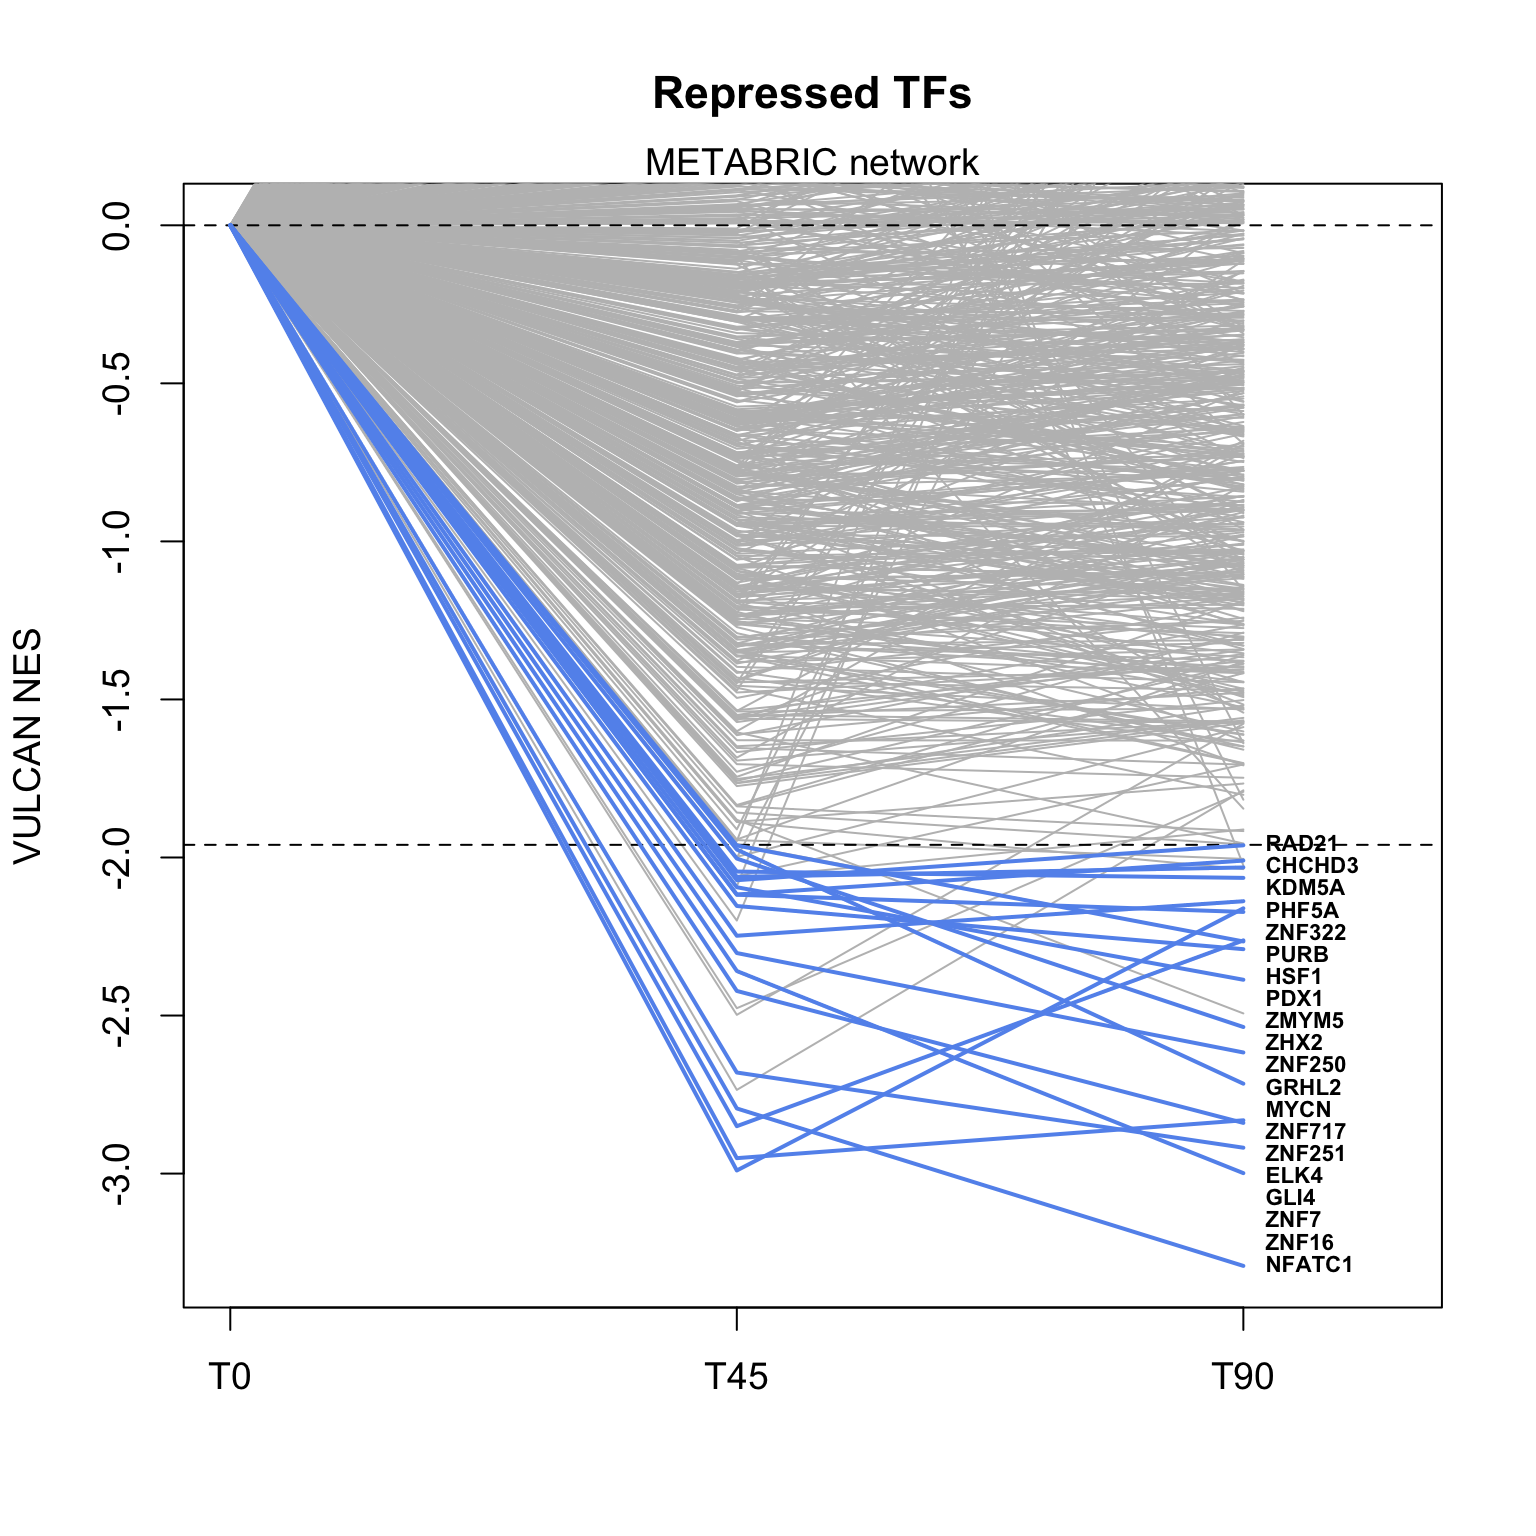 Repressed TFs
METABRIC network
VULCAN NES
0.0
-0.5
-1.0
-1.5
-2.0
-2.5
-3.0
RAD21
CHCHD3
KDM5A
PHF5A
ZNF322
PURB
HSF1
PDX1
ZMYM5
ZHX2
ZNF250
GRHL2
MYCN
ZNF717
ZNF251
ELK4
GLI4
ZNF7
ZNF16
NFATC1
T0 T45 T90